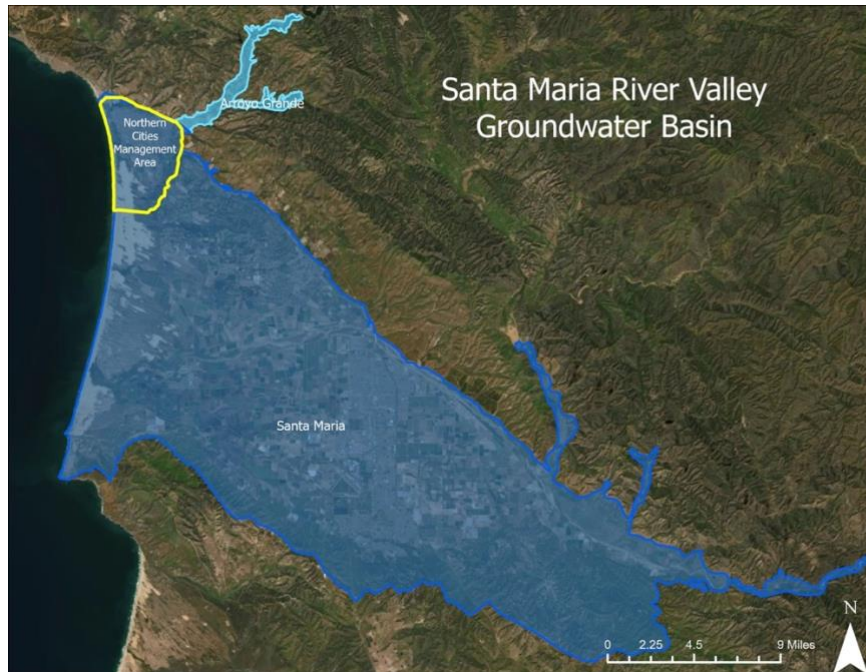 Santa Maria River Valley
Groundwater Basin
Arroyo Grande
Northern
Cities
Management
Area
Santa Maria
N
0 2.25 4.5 9 Miles